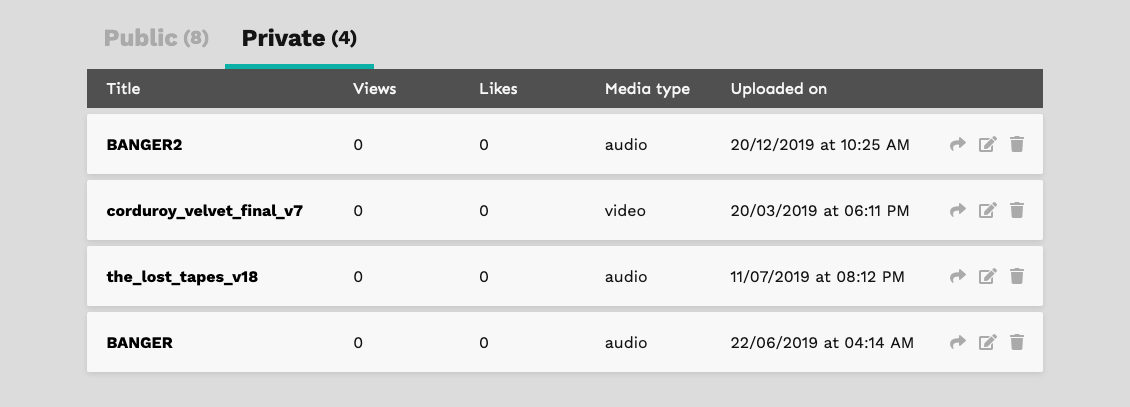 Public (8) Private (4)
Title Views Likes Media type Uploaded on
BANGER2 0 0 audio 20/12/2019 at 10:25 AM
corduroy_velvet_final_v7 0 0 video 20/03/2019 at 06:11 PM
the_lost_tapes_v18 0 0 audio 11/07/2019 at 08:12 PM
BANGER 0 0 audio 22/06/2019 at 04:14 AM